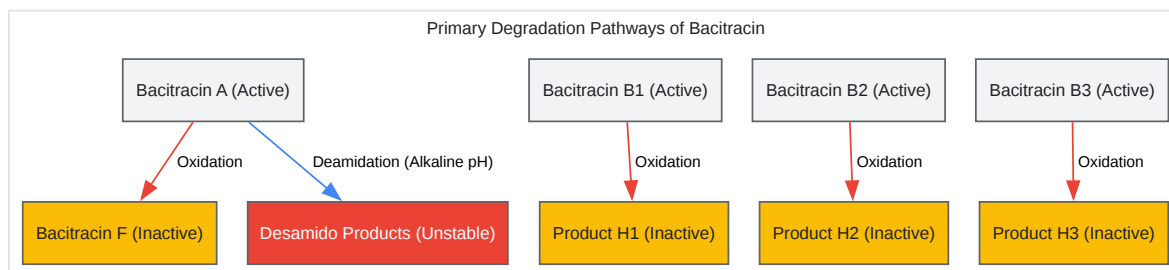 Primary Degradation Pathways of Bacitracin
Bacitracin A (Active)
Bacitracin B1 (Active)
Bacitracin B2 (Active)
Bacitracin B3 (Active)
Oxidation
Deamidation (Alkaline pH)
Oxidation
Oxidation
Oxidation
Bacitracin F (Inactive)
Desamido Products (Unstable)
Product H1 (Inactive)
Product H2 (Inactive)
Product H3 (Inactive)